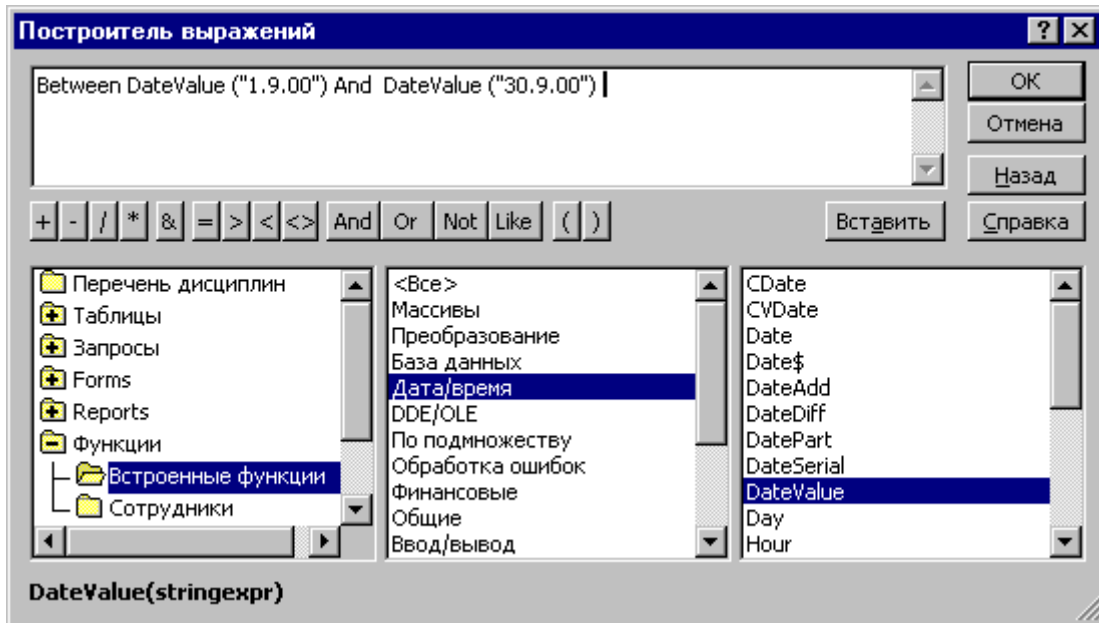 Построитель выражений
Between DateValue ("1.9.00") And DateValue ("30.9.00")
ОК
Отмена
Назад
+ - / * & = > < <> And Or Not Like ( )
Вставить
Справка
Перечень дисциплин
Таблицы
Запросы
Forms
Reports
Функции
Встроенные функции
Сотрудники
<Все>
Массивы
Преобразование
База данных
Дата/время
DDE/OLE
По подмножеству
Обработка ошибок
Финансовые
Общие
Ввод/вывод
CDate
CVDate
Date
Date$
DateAdd
DateDiff
DatePart
DateSerial
DateValue
Day
Hour
DateValue(stringexpr)